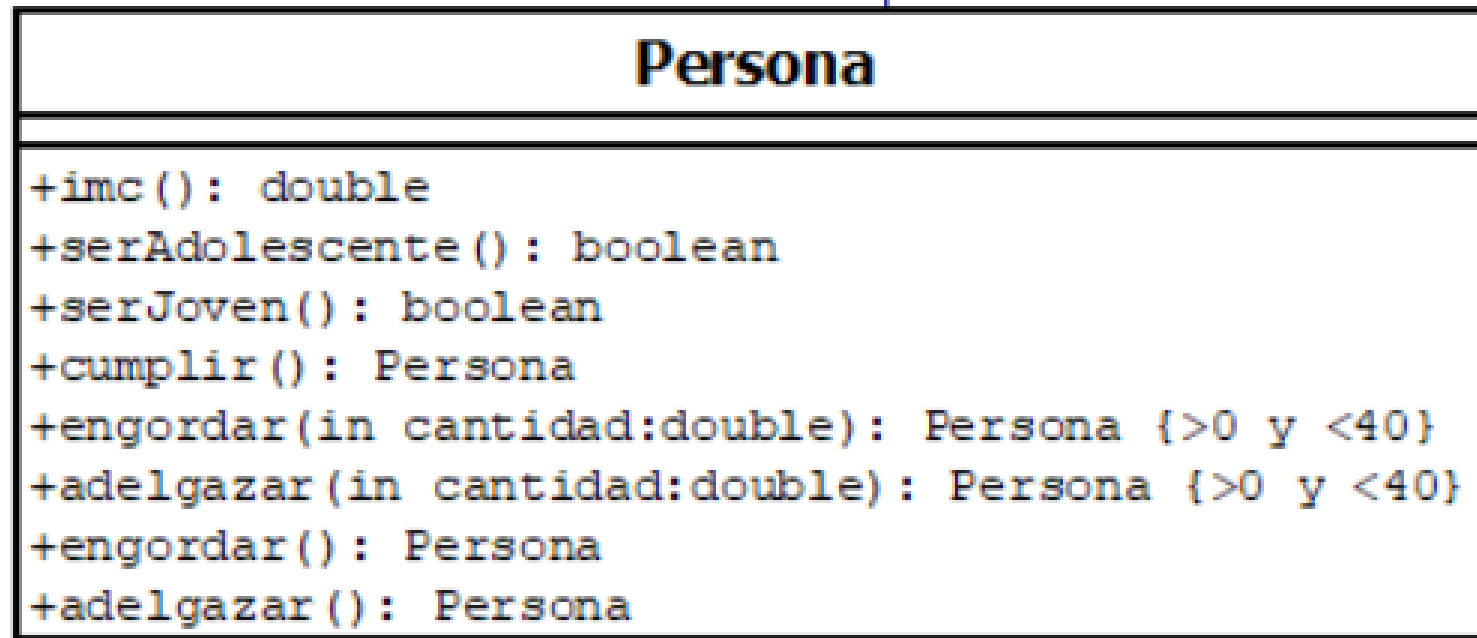 Persona
+imc(): double
+serAdolescente(): boolean
+serJoven(): boolean
+cumplir(): Persona
+engordar(in cantidad:double): Persona {>0 y <40}
+adelgazar(in cantidad:double): Persona {>0 y <40}
+engordar(): Persona
+adelgazar(): Persona